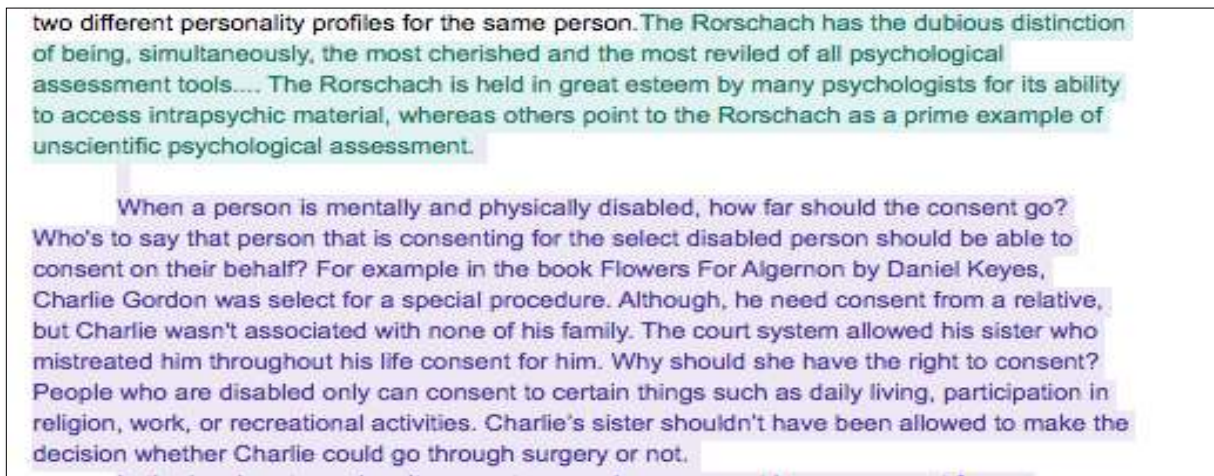 two different personality profiles for the same person.The Rorschach has the dubious distinction
of being, simultaneously, the most cherished and the most reviled of all psychological
assessment tools.... The Rorschach is held in great esteem by many psychologists for its ability
to access intrapsychic material, whereas others point to the Rorschach as a prime example of
unscientific psychological assessment.
When a person is mentally and physically disabled, how far should the consent go?
Who's to say that person that is consenting for the select disabled person should be able to
consent on their behalf? For example in the book Flowers For Algernon by Daniel Keyes,
Charlie Gordon was select for a special procedure. Although, he need consent from a relative,
but Charlie wasn't associated with none of his family. The court system allowed his sister who
mistreated him throughout his life consent for him. Why should she have the right to consent?
People who are disabled only can consent to certain things such as daily living, participation in
religion, work, or recreational activities. Charlie's sister shouldn't have been allowed to make the
decision whether Charlie could go through surgery or not.